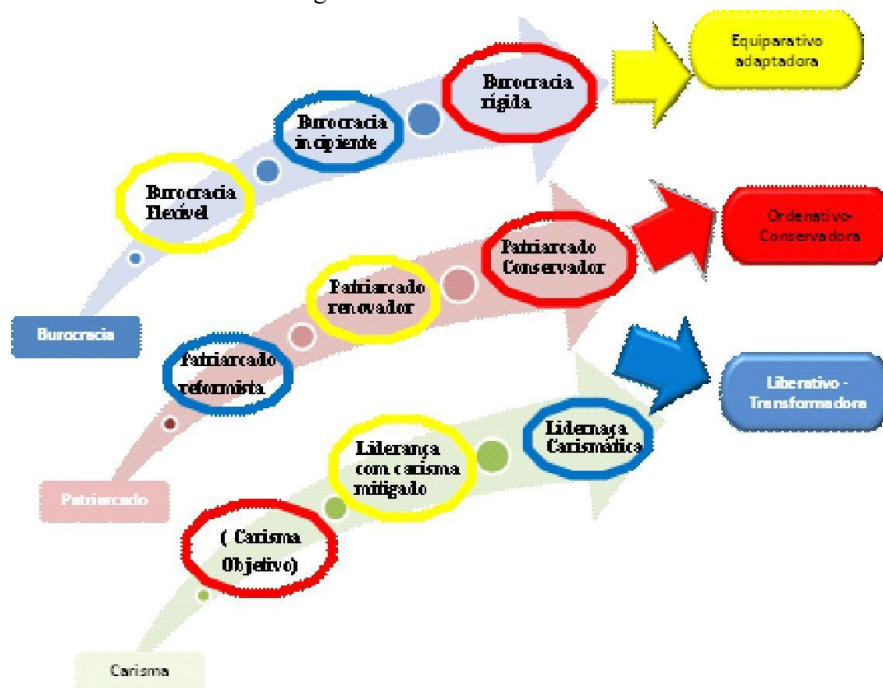 Equiparativo
adaptadora
Burocracia
rígida
Burocracia
incipiente
Burocracia
Flexível
Ordenativo-
Conservadora
Patriarcado
Conservador
Patriarcado
renovador
Burocracia
Patriarcado
reformista
Liberativo -
Transformadora
Lidernaça
Carismática
Liderança
com carisma
mitigado
Patriarcado
( Carisma
Objetivo)
Carisma